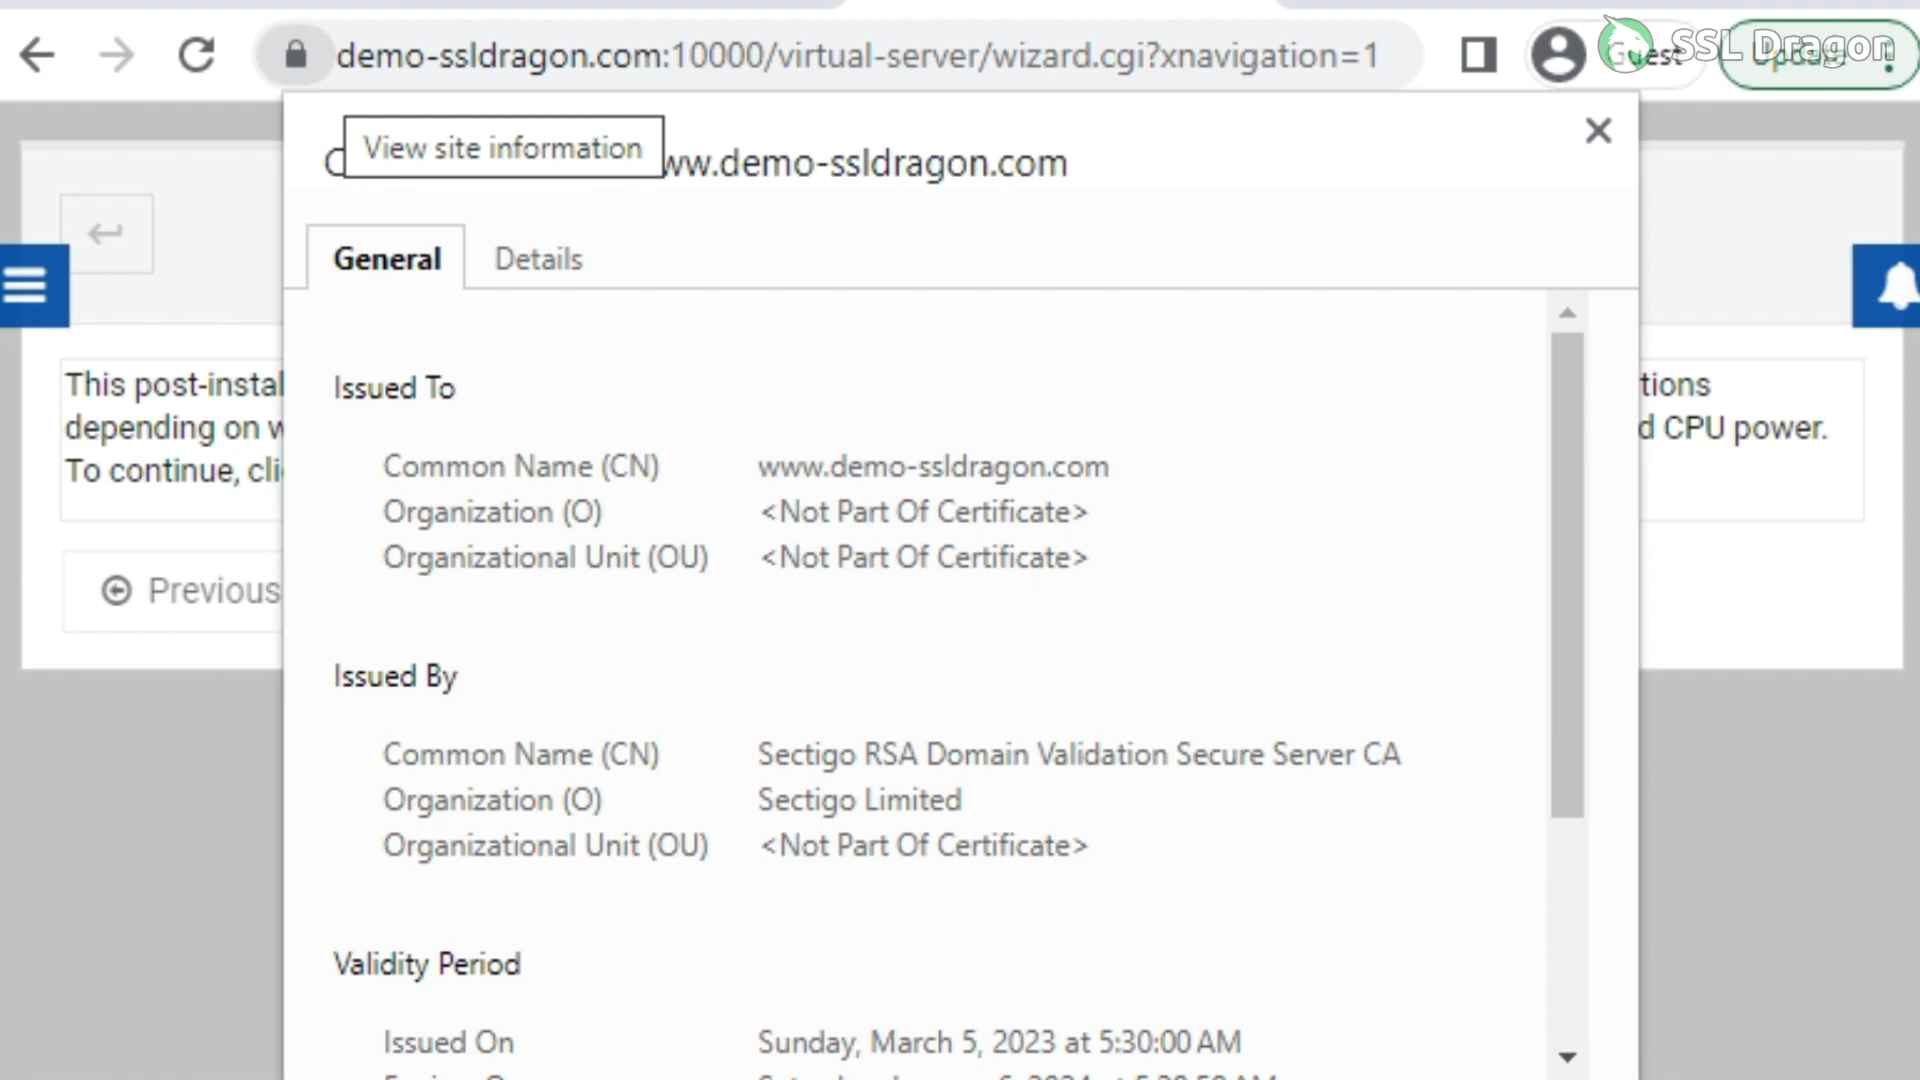 demo-ssldragon.com:10000/virtual-server/wizard.cgi?xnavigation=1
Guest
SSL Dragon
View site information
www.demo-ssldragon.com
General Details
This post-instal
tions
depending on w
d CPU power.
To continue, cli
Issued To
Common Name (CN) www.demo-ssldragon.com
Organization (O) <Not Part Of Certificate>
Organizational Unit (OU) <Not Part Of Certificate>
Previous
Issued By
Common Name (CN) Sectigo RSA Domain Validation Secure Server CA
Organization (O) Sectigo Limited
Organizational Unit (OU) <Not Part Of Certificate>
Validity Period
Issued On Sunday, March 5, 2023 at 5:30:00 AM